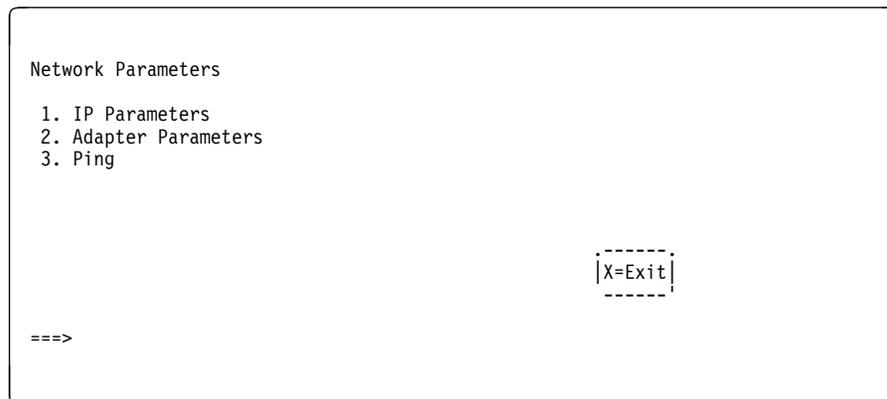 Network Parameters
1. IP Parameters
2. Adapter Parameters
3. Ping
X=Exit
===>